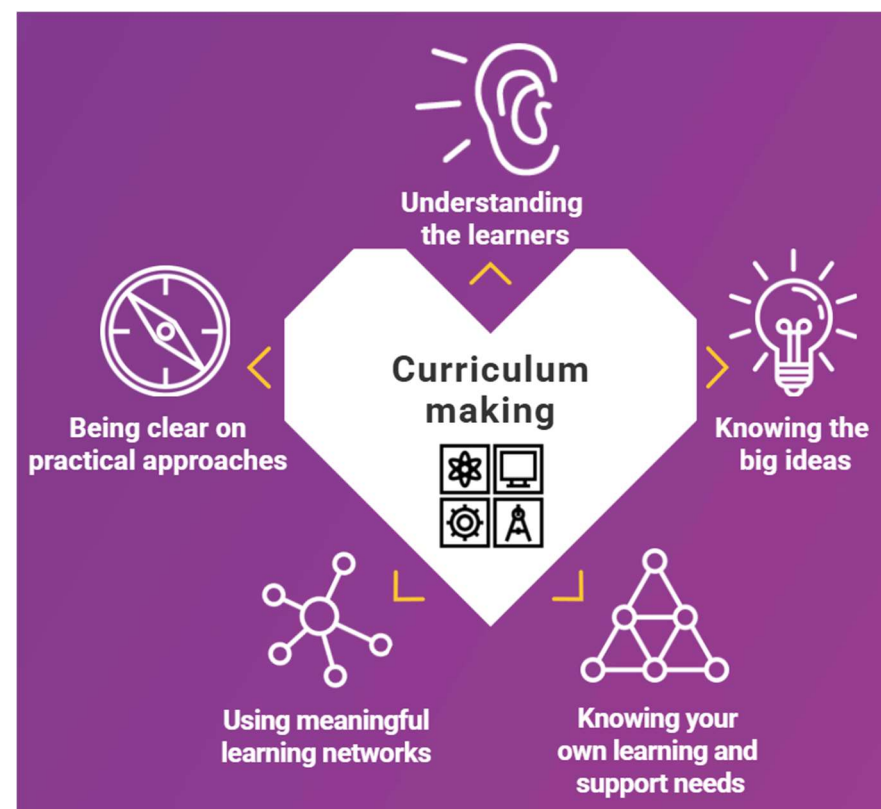 Understanding
the learners
Curriculum
making
Being clear on
practical approaches
Knowing the
big ideas
Using meaningful
learning networks
Knowing your
own learning and
support needs